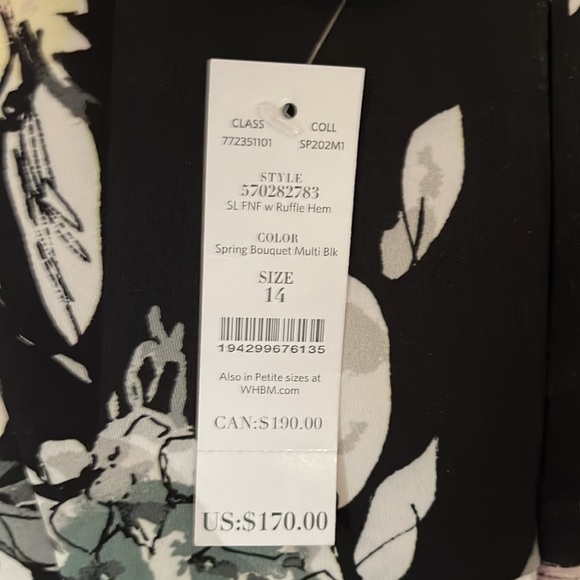 CLASS COLL
772351101 SP202M1
STYLE
570282783
SL FNF w Ruffle Hem
COLOR
Spring Bouquet Multi Blk
SIZE
14
194299676135
Also in Petite sizes at
WHBM.com
CAN:$190.00
US:$170.00